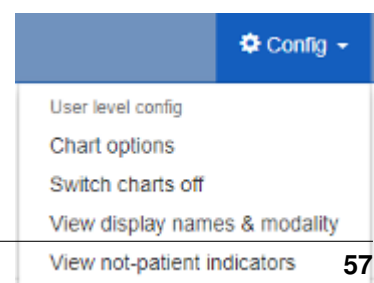 Config
User level config
Chart options
Switch charts off
View display names & modality
View not-patient indicators
57